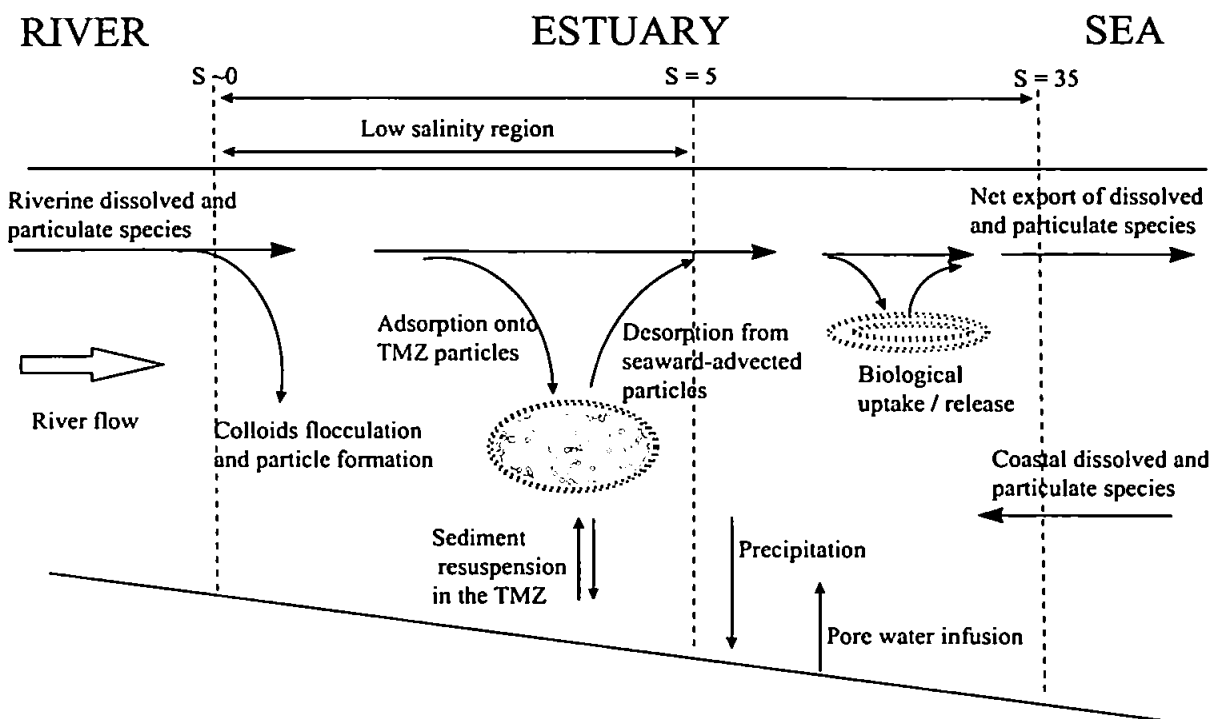 RIVER
ESTUARY
SEA
S ~0
S = 5
S = 35
Low salinity region
Riverine dissolved and
particulate species
Net export of dissolved
and particulate species
Adsorption onto
TMZ particles
Desorption from
seaward-advected
particles
Biological
uptake / release
River flow
Colloids flocculation
and particle formation
Coastal dissolved and
particulate species
Sediment
resuspension
in the TMZ
Precipitation
Pore water infusion